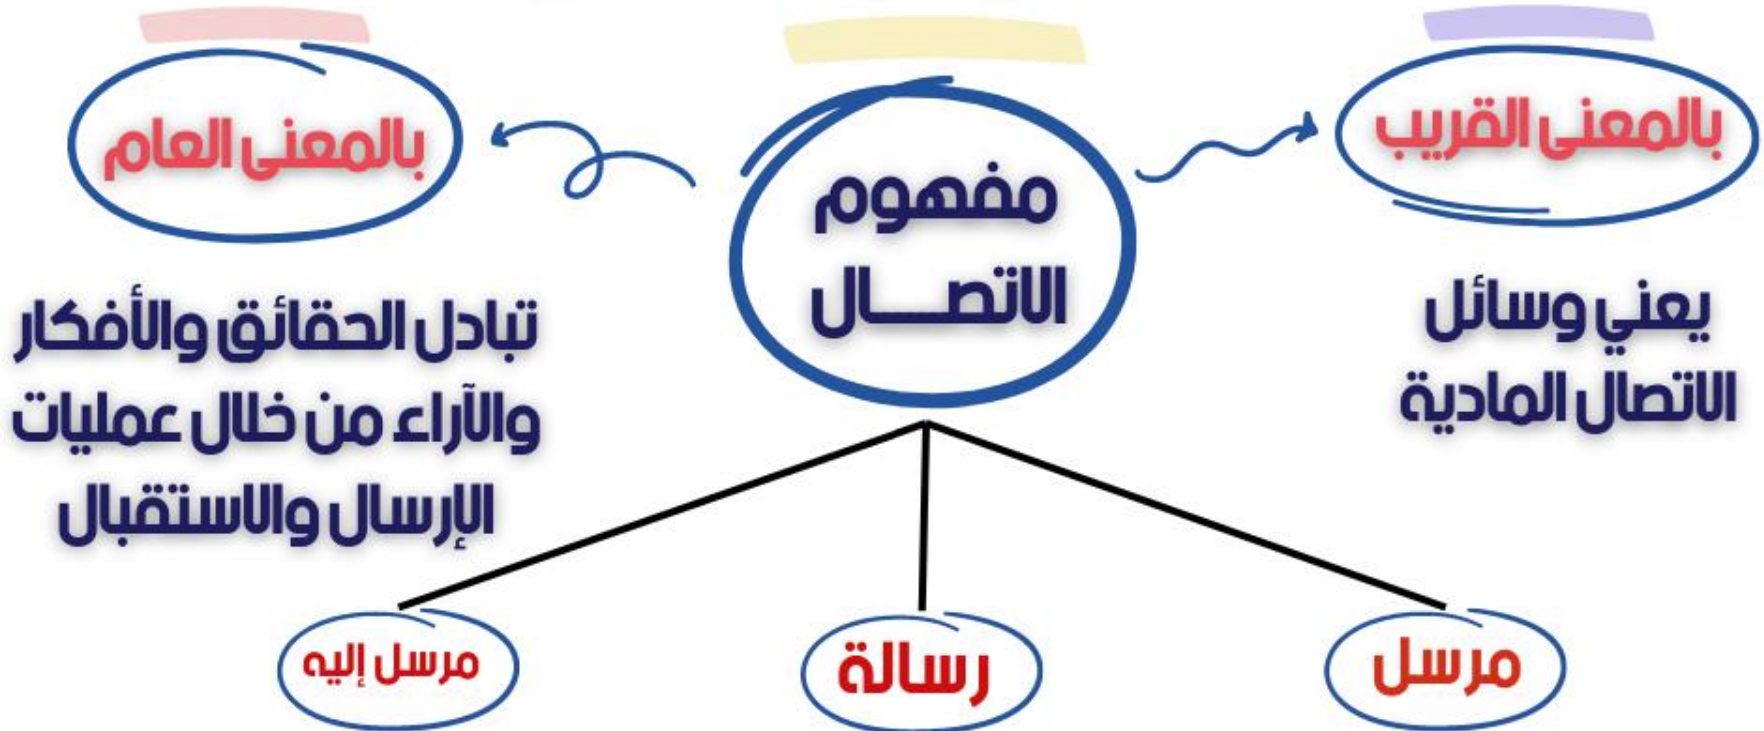 بالمعنى القريب
يعني وسائل
الاتصال المادية
مفهوم
الاتصــال
بالمعنى العام
تبادل الحقائق والأفكار
والآراء من خلال عمليات
الإرسال والاستقبال
مرسل
رسالة
مرسل إليه